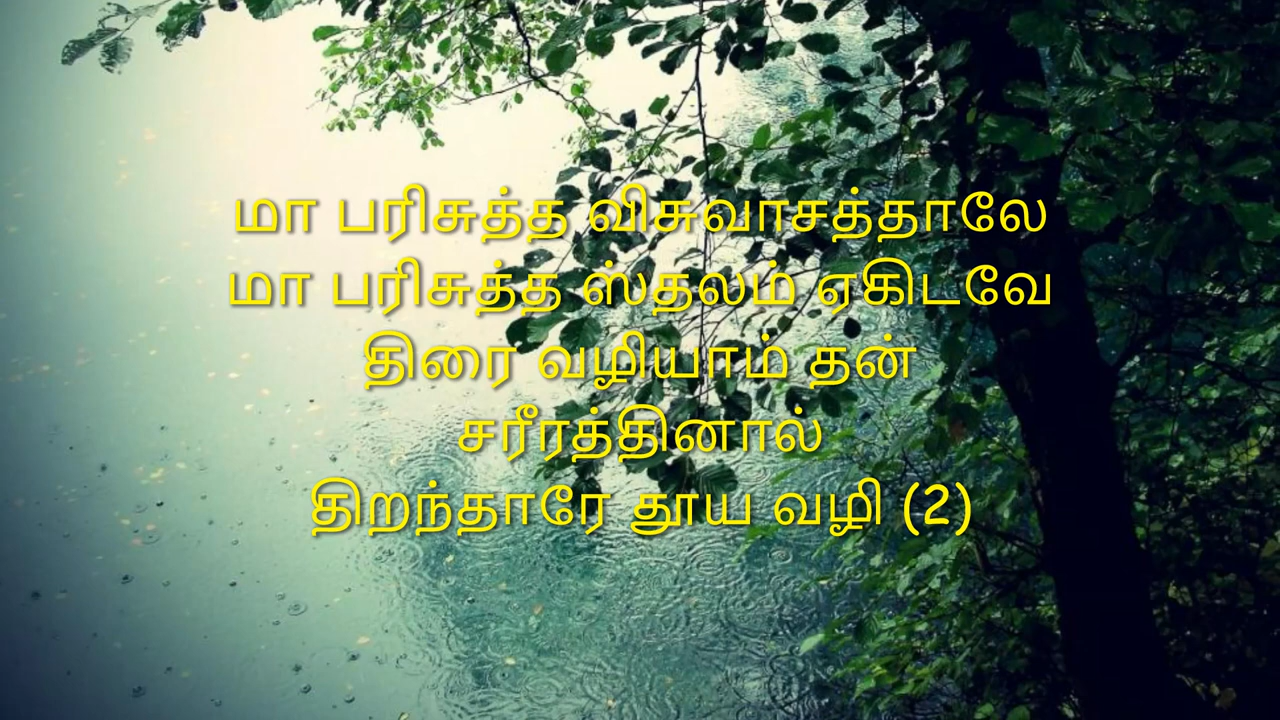 மா பரிசுத்த விசுவாசத்தாலே
மா பரிசுத்த ஸ்தலம் ஏகிடவே
திரை வழியாம் தன்
சரீரத்தினால்
திறந்தாரே தூய வழி (2)